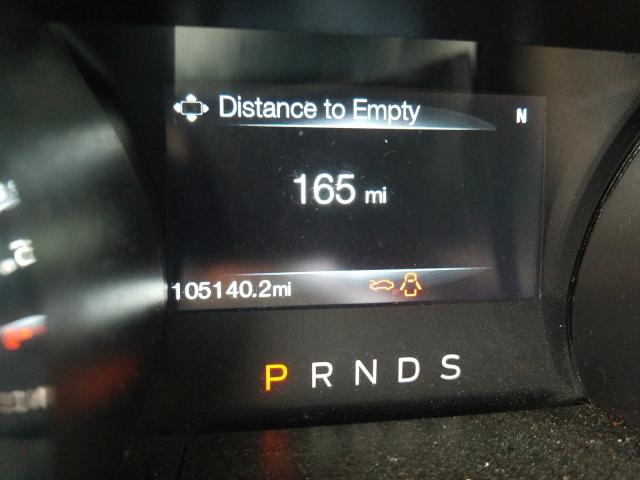 Distance to Empty N
165 mi
105140.2mi
P R N D S